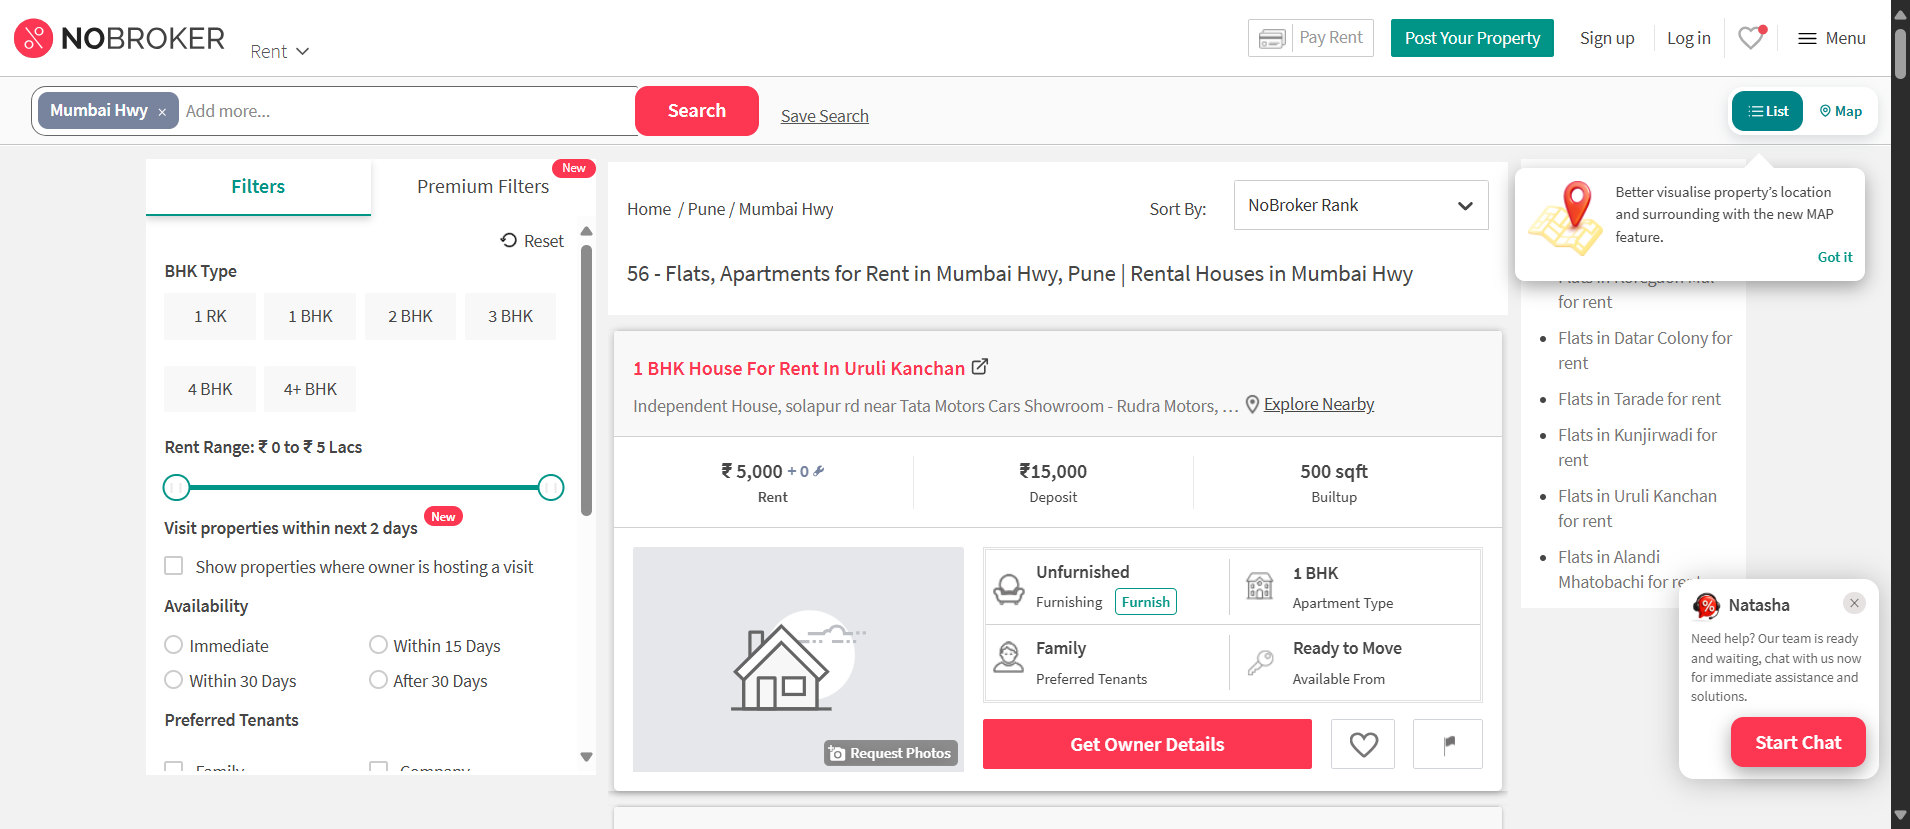 NOBROKER
Rent
Pay Rent
Post Your Property
Sign up
Log in
Menu
Mumbai Hwy ×
Add more...
Search
Save Search
List
Map
Filters
Premium Filters
New
Reset
BHK Type
1 RK
1 BHK
2 BHK
3 BHK
4 BHK
4+ BHK
Rent Range: ₹ 0 to ₹ 5 Lacs
Visit properties within next 2 days
New
Show properties where owner is hosting a visit
Availability
Immediate
Within 15 Days
Within 30 Days
After 30 Days
Preferred Tenants
Family
Company
Home / Pune / Mumbai Hwy
Sort By:
NoBroker Rank
56 - Flats, Apartments for Rent in Mumbai Hwy, Pune | Rental Houses in Mumbai Hwy
1 BHK House For Rent In Uruli Kanchan
Independent House, solapur rd near Tata Motors Cars Showroom - Rudra Motors, ...
Explore Nearby
₹ 5,000 + 0
Rent
₹15,000
Deposit
500 sqft
Builtup
Request Photos
Unfurnished
Furnishing
Furnish
1 BHK
Apartment Type
Family
Preferred Tenants
Ready to Move
Available From
Get Owner Details
Better visualise property's location
and surrounding with the new MAP
feature.
Got it
for rent
Flats in Datar Colony for
rent
Flats in Tarade for rent
Flats in Kunjirwadi for
rent
Flats in Uruli Kanchan
for rent
Flats in Alandi
Mhatobachi for rent
Natasha
Need help? Our team is ready
and waiting, chat with us now
for immediate assistance and
solutions.
Start Chat